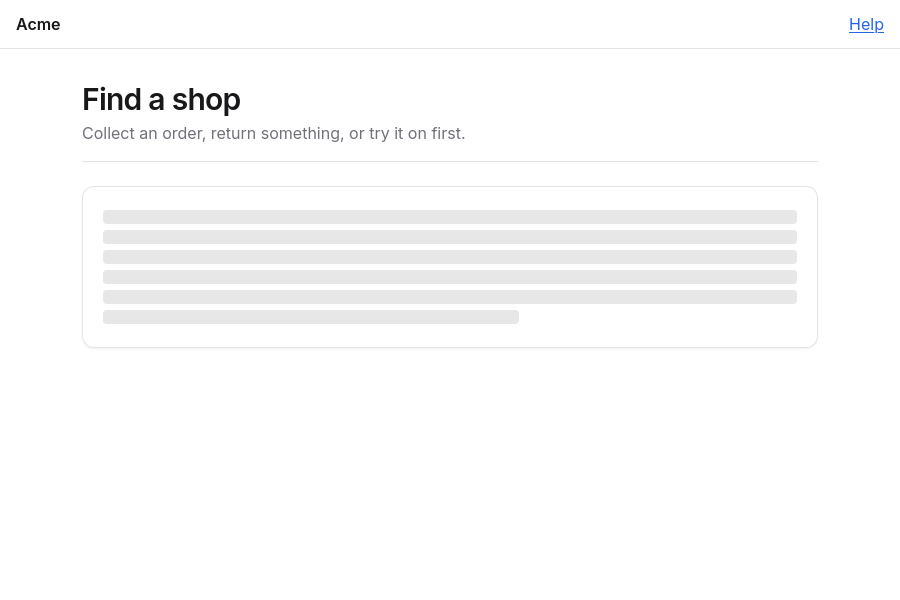 Acme
Help
Find a shop
Collect an order, return something, or try it on first.